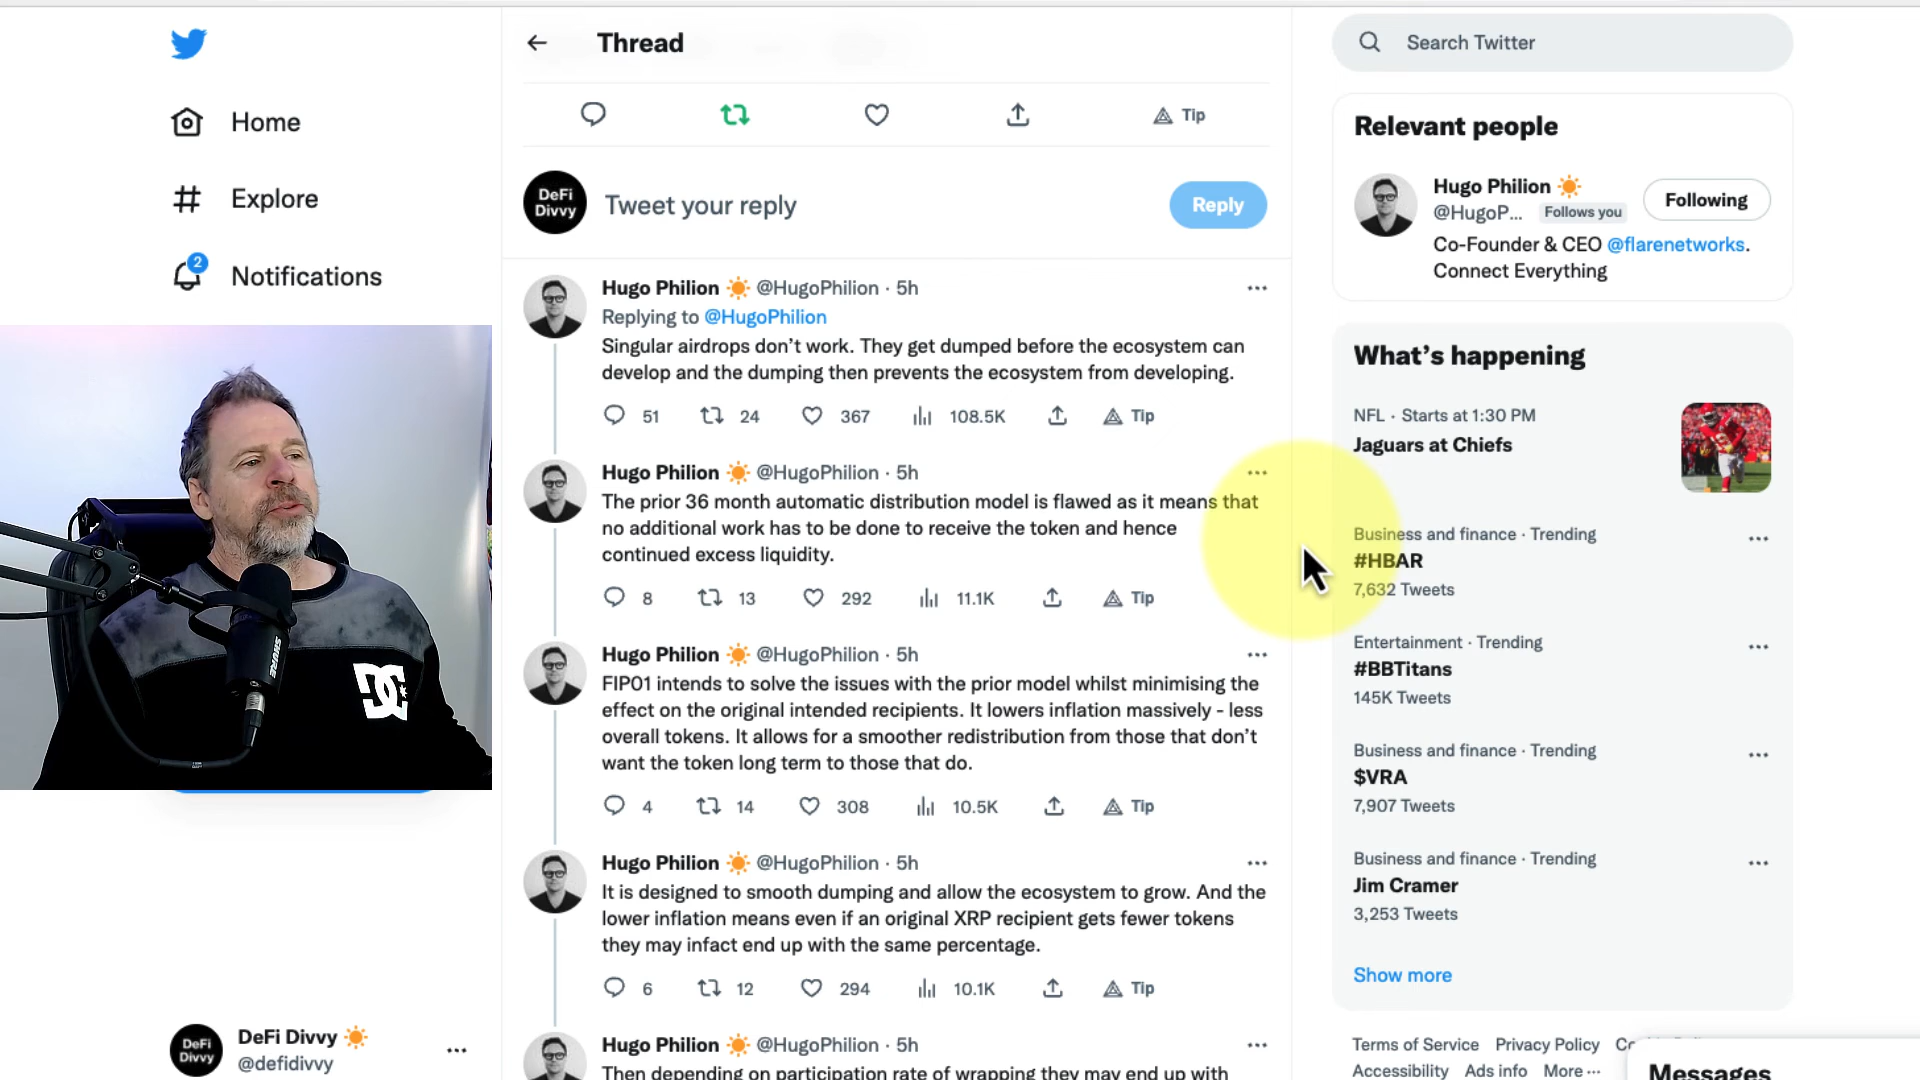 Thread
Search Twitter
Home
Explore
2
Notifications
Tip
DeFi
Divvy
Tweet your reply
Reply
Hugo Philion @HugoPhilion · 5h
Replying to @HugoPhilion
Singular airdrops don't work. They get dumped before the ecosystem can
develop and the dumping then prevents the ecosystem from developing.
51 24 367 108.5K Tip
Hugo Philion @HugoPhilion · 5h
The prior 36 month automatic distribution model is flawed as it means that
no additional work has to be done to receive the token and hence
continued excess liquidity.
8 13 292 11.1K Tip
Hugo Philion @HugoPhilion · 5h
FIP01 intends to solve the issues with the prior model whilst minimising the
effect on the original intended recipients. It lowers inflation massively - less
overall tokens. It allows for a smoother redistribution from those that don't
want the token long term to those that do.
4 14 308 10.5K Tip
Hugo Philion @HugoPhilion · 5h
It is designed to smooth dumping and allow the ecosystem to grow. And the
lower inflation means even if an original XRP recipient gets fewer tokens
they may infact end up with the same percentage.
6 12 294 10.1K Tip
Hugo Philion @HugoPhilion · 5h
Then depending on participation rate of wrapping they may end up with
Relevant people
Hugo Philion
@HugoP... Follows you
Following
Co-Founder & CEO @flarenetworks.
Connect Everything
What's happening
NFL · Starts at 1:30 PM
Jaguars at Chiefs
Business and finance · Trending
#HBAR
7,632 Tweets
Entertainment · Trending
#BBTitans
145K Tweets
Business and finance · Trending
$VRA
7,907 Tweets
Business and finance · Trending
Jim Cramer
3,253 Tweets
Show more
Terms of Service Privacy Policy
Accessibility Ads info More ...
Messages
SHURE
DC
DeFi
Divvy
DeFi Divvy
@defidivvy